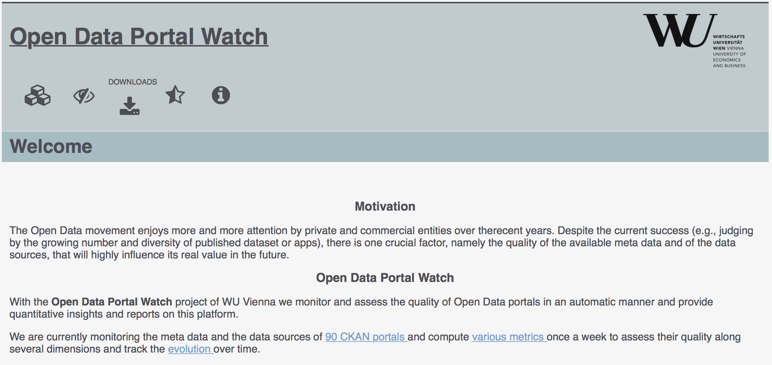 Open Data Portal Watch
WU
WIRTSCHAFTS
UNIVERSITÄT
WIEN VIENNA
UNIVERSITY OF
ECONOMICS
AND BUSINESS
DOWNLOADS
Welcome
Motivation
The Open Data movement enjoys more and more attention by private and commercial entities over therecent years. Despite the current success (e.g., judging
by the growing number and diversity of published dataset or apps), there is one crucial factor, namely the quality of the available meta data and of the data
sources, that will highly influence its real value in the future.
Open Data Portal Watch
With the Open Data Portal Watch project of WU Vienna we monitor and assess the quality of Open Data portals in an automatic manner and provide
quantitative insights and reports on this platform.
We are currently monitoring the meta data and the data sources of 90 CKAN portals and compute various metrics once a week to assess their quality along
several dimensions and track the evolution over time.